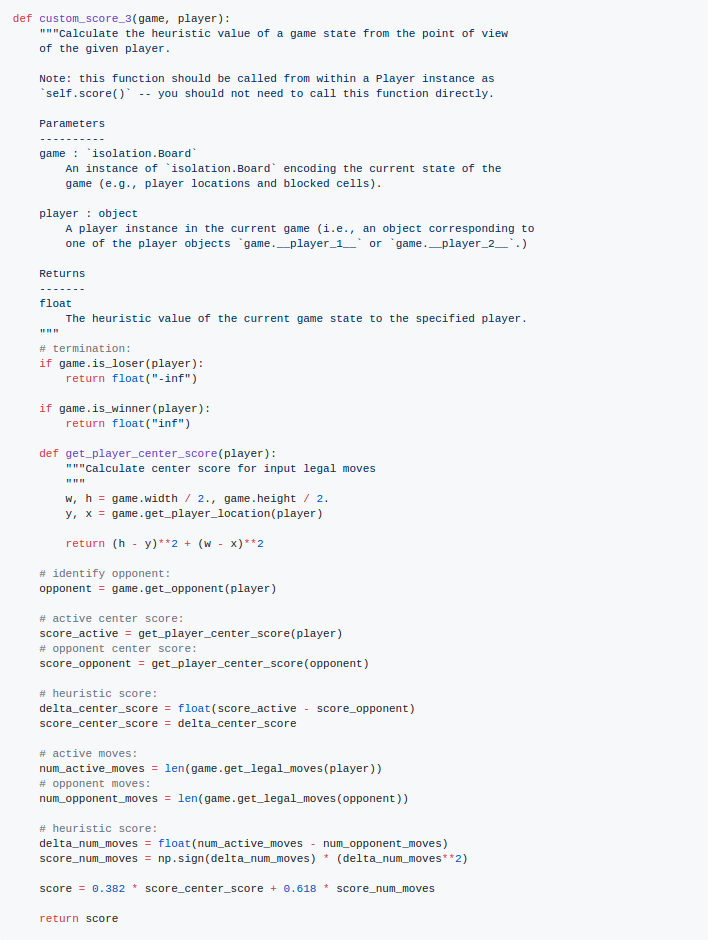 def custom_score_3(game, player):
    """Calculate the heuristic value of a game state from the point of view
    of the given player.

    Note: this function should be called from within a Player instance as
    `self.score()` -- you should not need to call this function directly.

    Parameters
    ----------
    game : `isolation.Board`
        An instance of `isolation.Board` encoding the current state of the
        game (e.g., player locations and blocked cells).

    player : object
        A player instance in the current game (i.e., an object corresponding to
        one of the player objects `game.__player_1__` or `game.__player_2__`.)

    Returns
    -------
    float
        The heuristic value of the current game state to the specified player.
    """
    # termination:
    if game.is_loser(player):
        return float("-inf")

    if game.is_winner(player):
        return float("inf")

    def get_player_center_score(player):
        """Calculate center score for input legal moves
        """
        w, h = game.width / 2., game.height / 2.
        y, x = game.get_player_location(player)

        return (h - y)**2 + (w - x)**2

    # identify opponent:
    opponent = game.get_opponent(player)

    # active center score:
    score_active = get_player_center_score(player)
    # opponent center score:
    score_opponent = get_player_center_score(opponent)

    # heuristic score:
    delta_center_score = float(score_active - score_opponent)
    score_center_score = delta_center_score

    # active moves:
    num_active_moves = len(game.get_legal_moves(player))
    # opponent moves:
    num_opponent_moves = len(game.get_legal_moves(opponent))

    # heuristic score:
    delta_num_moves = float(num_active_moves - num_opponent_moves)
    score_num_moves = np.sign(delta_num_moves) * (delta_num_moves**2)

    score = 0.382 * score_center_score + 0.618 * score_num_moves

    return score